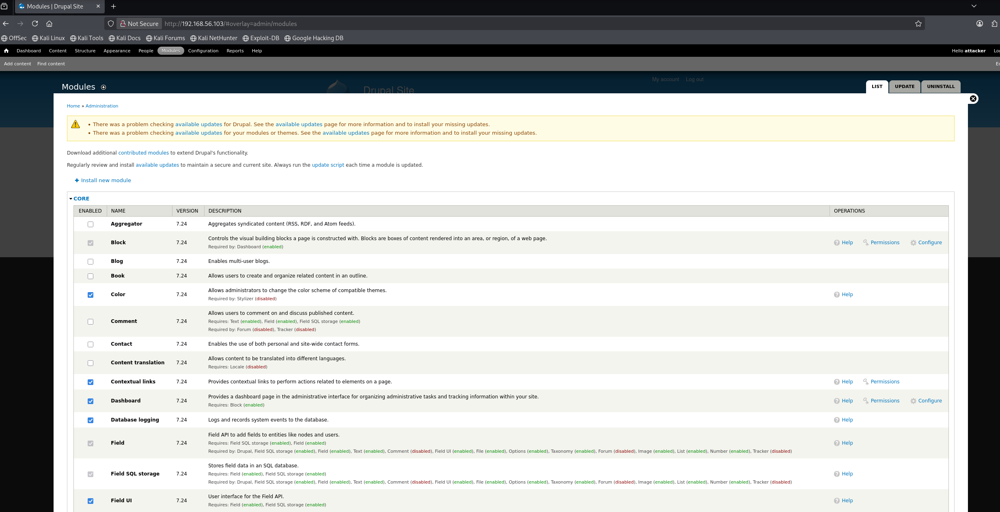 Modules | Drupal Site
Not Secure http://192.168.56.103/#overlay=admin/modules
OffSec Kali Linux Kali Tools Kali Docs Kali Forums Kali NetHunter Exploit-DB Google Hacking DB
Dashboard Content Structure Appearance People Modules Configuration Reports Help Hello attacker Log
Add content Find content
My account Log out
Modules Drupal Site LIST UPDATE UNINSTALL
Home » Administration
• There was a problem checking available updates for Drupal. See the available updates page for more information and to install your missing updates.
• There was a problem checking available updates for your modules or themes. See the available updates page for more information and to install your missing updates.
Download additional contributed modules to extend Drupal's functionality.
Regularly review and install available updates to maintain a secure and current site. Always run the update script each time a module is updated.
Install new module
CORE
ENABLED NAME VERSION DESCRIPTION OPERATIONS
Aggregator 7.24 Aggregates syndicated content (RSS, RDF, and Atom feeds).
Block 7.24 Controls the visual building blocks a page is constructed with. Blocks are boxes of content rendered into an area, or region, of a web page.
Required by: Dashboard (enabled)
Help Permissions Configure
Blog 7.24 Enables multi-user blogs.
Book 7.24 Allows users to create and organize related content in an outline.
Color 7.24 Allows administrators to change the color scheme of compatible themes.
Required by: Stylizer (disabled)
Help
Comment 7.24 Allows users to comment on and discuss published content.
Requires: Text (enabled), Field (enabled), Field SQL storage (enabled)
Required by: Forum (disabled), Tracker (disabled)
Contact 7.24 Enables the use of both personal and site-wide contact forms.
Content translation 7.24 Allows content to be translated into different languages.
Requires: Locale (disabled)
Contextual links 7.24 Provides contextual links to perform actions related to elements on a page. Help Permissions
Dashboard 7.24 Provides a dashboard page in the administrative interface for organizing administrative tasks and tracking information within your site.
Requires: Block (enabled)
Help Permissions Configure
Database logging 7.24 Logs and records system events to the database. Help
Field 7.24 Field API to add fields to entities like nodes and users.
Requires: Field SQL storage (enabled), Field (enabled)
Required by: Drupal, Field SQL storage (enabled), Field (enabled), Text (enabled), Comment (disabled), Field UI (enabled), File (enabled), Options (enabled), Taxonomy (enabled), Forum (disabled), Image (enabled), List (enabled), Number (enabled), Tracker (disabled)
Help
Field SQL storage 7.24 Stores field data in an SQL database.
Requires: Field (enabled), Field SQL storage (enabled)
Required by: Drupal, Field SQL storage (enabled), Field (enabled), Text (enabled), Comment (disabled), Field UI (enabled), File (enabled), Options (enabled), Taxonomy (enabled), Forum (disabled), Image (enabled), List (enabled), Number (enabled), Tracker (disabled)
Help
Field UI 7.24 User interface for the Field API.
Requires: Field (enabled), Field SQL storage (enabled)
Help